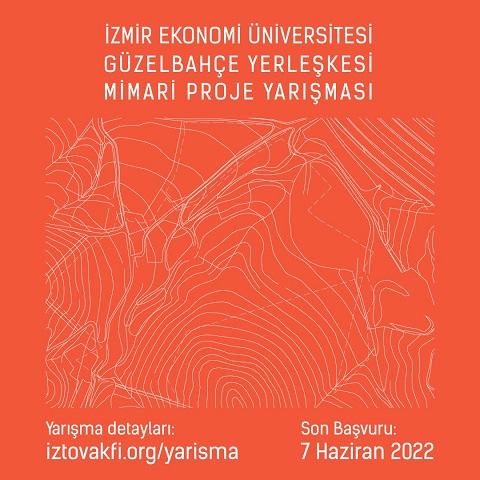 İZMİR EKONOMİ ÜNİVERSİTESİ
GÜZELBAHÇE YERLEŞKESİ
MİMARİ PROJE YARIŞMASI
Yarışma detayları:
iztovakfi.org/yarisma
Son Başvuru:
7 Haziran 2022